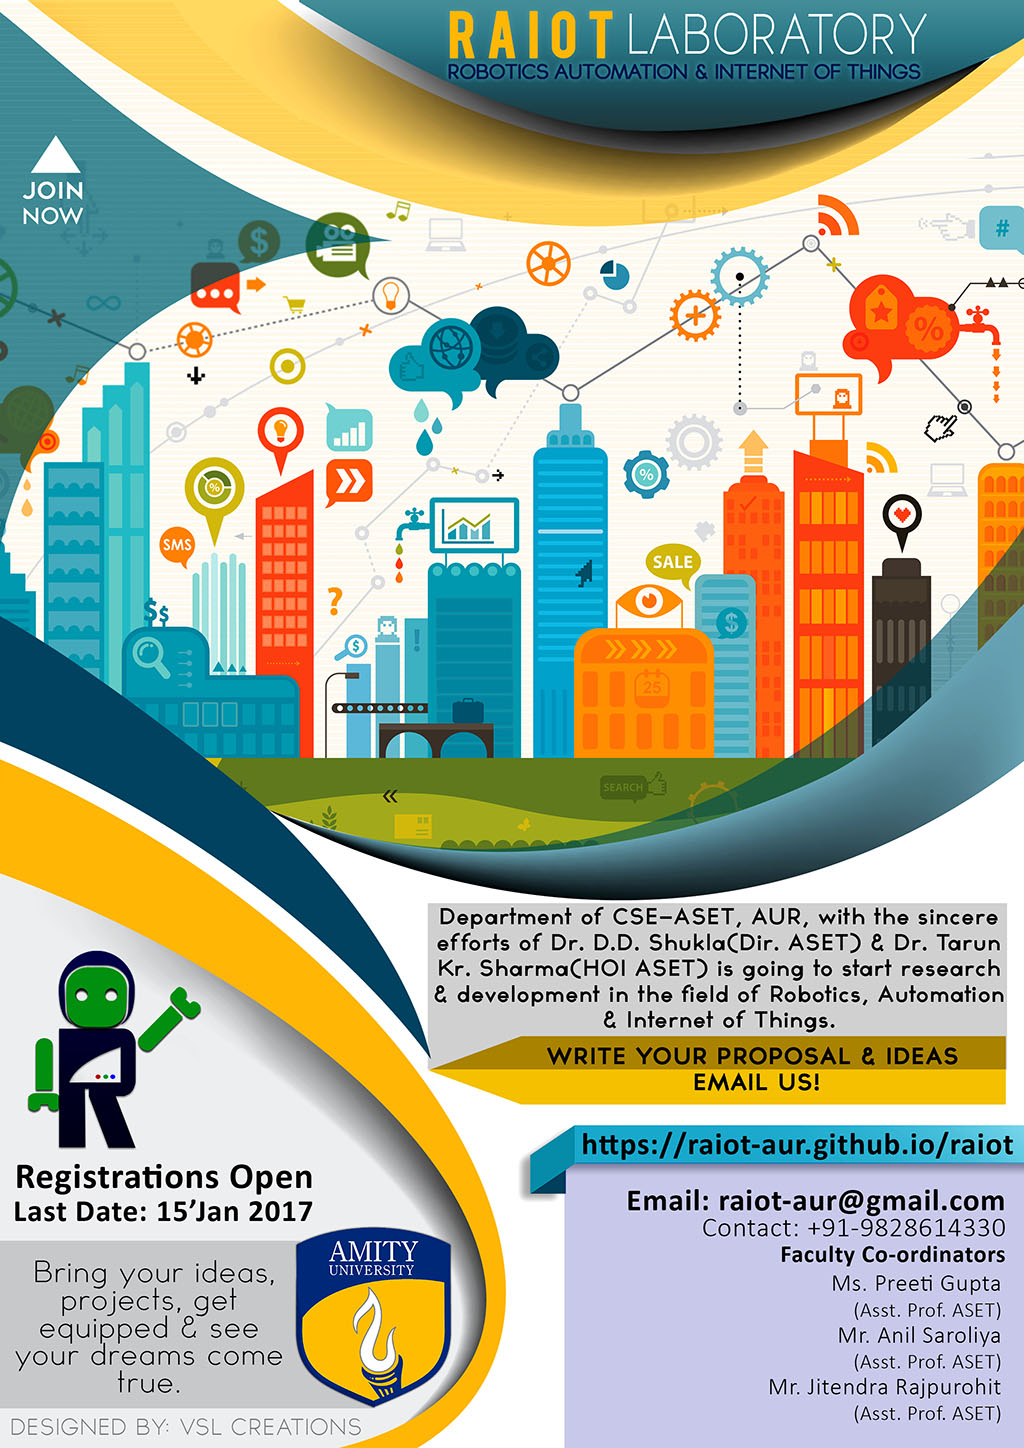 RAIOT LABORATORY
ROBOTICS AUTOMATION & INTERNET OF THINGS
JOIN
NOW
$
#
%
%
SMS
%
SALE
$$
?
$
!
$
25
SEARCH
Department of CSE-ASET, AUR, with the sincere
efforts of Dr. D.D. Shukla(Dir. ASET) & Dr. Tarun
Kr. Sharma(HOI ASET) is going to start research
& development in the field of Robotics, Automation
& Internet of Things.
WRITE YOUR PROPOSAL & IDEAS
EMAIL US!
https://raiot-aur.github.io/raiot
Email: raiot-aur@gmail.com
Contact: +91-9828614330
Faculty Co-ordinators
Ms. Preeti Gupta
(Asst. Prof. ASET)
Mr. Anil Saroliya
(Asst. Prof. ASET)
Mr. Jitendra Rajpurohit
(Asst. Prof. ASET)
Registrations Open
Last Date: 15'Jan 2017
AMITY
UNIVERSITY
Bring your ideas,
projects, get
equipped & see
your dreams come
true.
DESIGNED BY: VSL CREATIONS